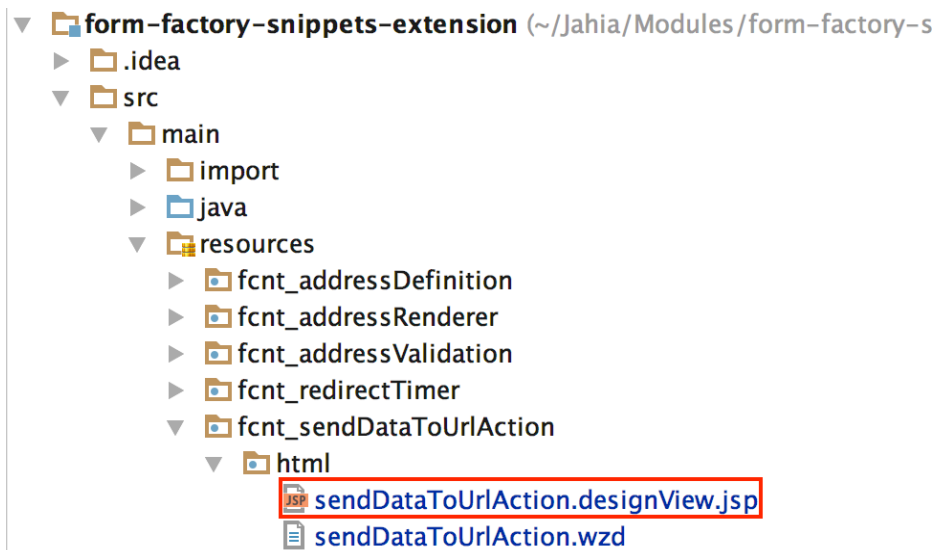 form-factory-snippets-extension (~/Jahia/Modules/form-factory-s
.idea
src
main
import
java
resources
fcnt_addressDefinition
fcnt_addressRenderer
fcnt_addressValidation
fcnt_redirectTimer
fcnt_sendDataToUrlAction
html
JSP sendDataToUrlAction.designView.jsp
sendDataToUrlAction.wzd